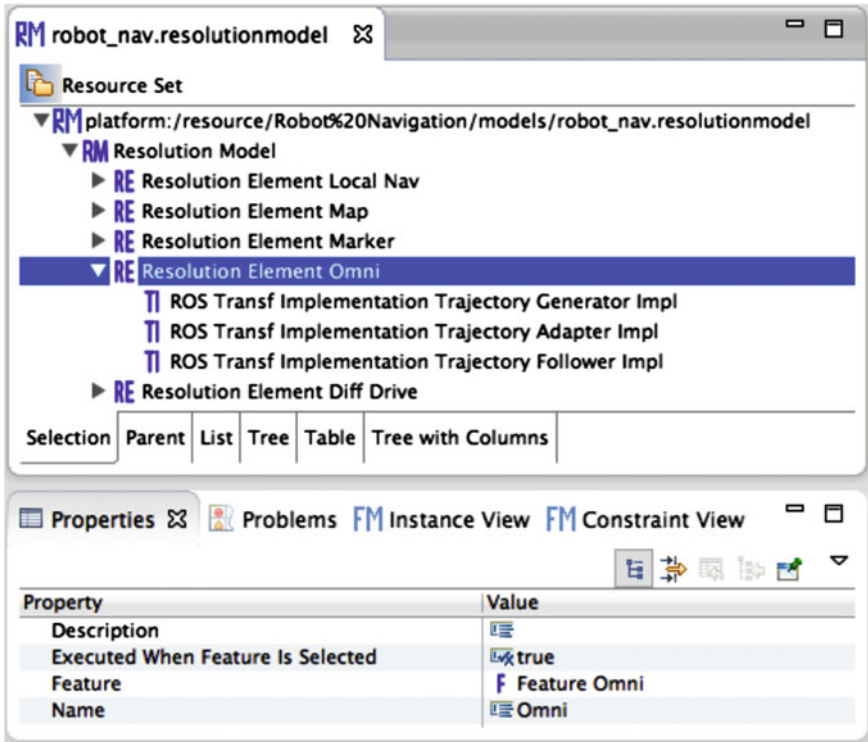 RM robot_nav.resolutionmodel
Resource Set
RM platform:/resource/Robot%20Navigation/models/robot_nav.resolutionmodel
RM Resolution Model
RE Resolution Element Local Nav
RE Resolution Element Map
RE Resolution Element Marker
RE Resolution Element Omni
TI ROS Transf Implementation Trajectory Generator Impl
TI ROS Transf Implementation Trajectory Adapter Impl
TI ROS Transf Implementation Trajectory Follower Impl
RE Resolution Element Diff Drive
Selection Parent List Tree Table Tree with Columns
Properties Problems FM Instance View FM Constraint View
Property Value
Description
Executed When Feature Is Selected true
Feature F Feature Omni
Name Omni